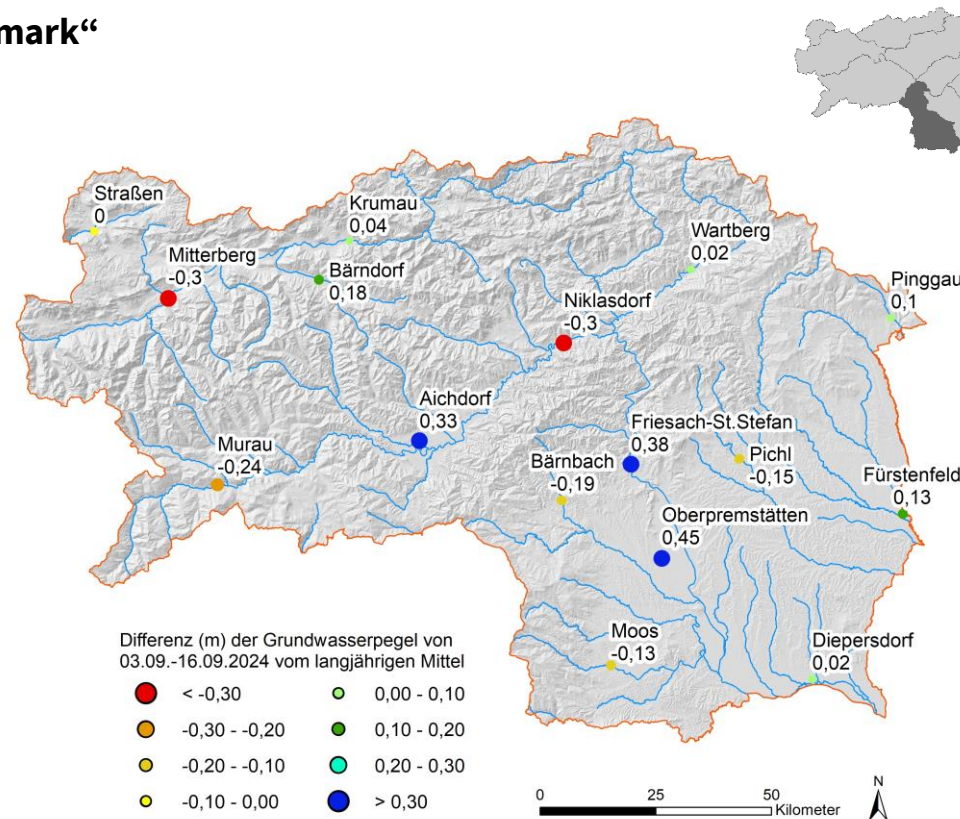 mark“
Straßen
0
Krumau
0,04
Wartberg
0,02
Mitterberg
-0,3
Bärndorf
0,18
Pinggau
0,1
Niklasdorf
-0,3
Aichdorf
0,33
Friesach-St.Stefan
0,38
Murau
-0,24
Bärnbach
-0,19
Pichl
-0,15
Fürstenfeld
0,13
Oberpremstätten
0,45
Moos
-0,13
Diepersdorf
0,02
Differenz (m) der Grundwasserpegel von
03.09.-16.09.2024 vom langjährigen Mittel
< -0,30
-0,30 - -0,20
-0,20 - -0,10
-0,10 - 0,00
0,00 - 0,10
0,10 - 0,20
0,20 - 0,30
> 0,30
0 25 50
Kilometer
N